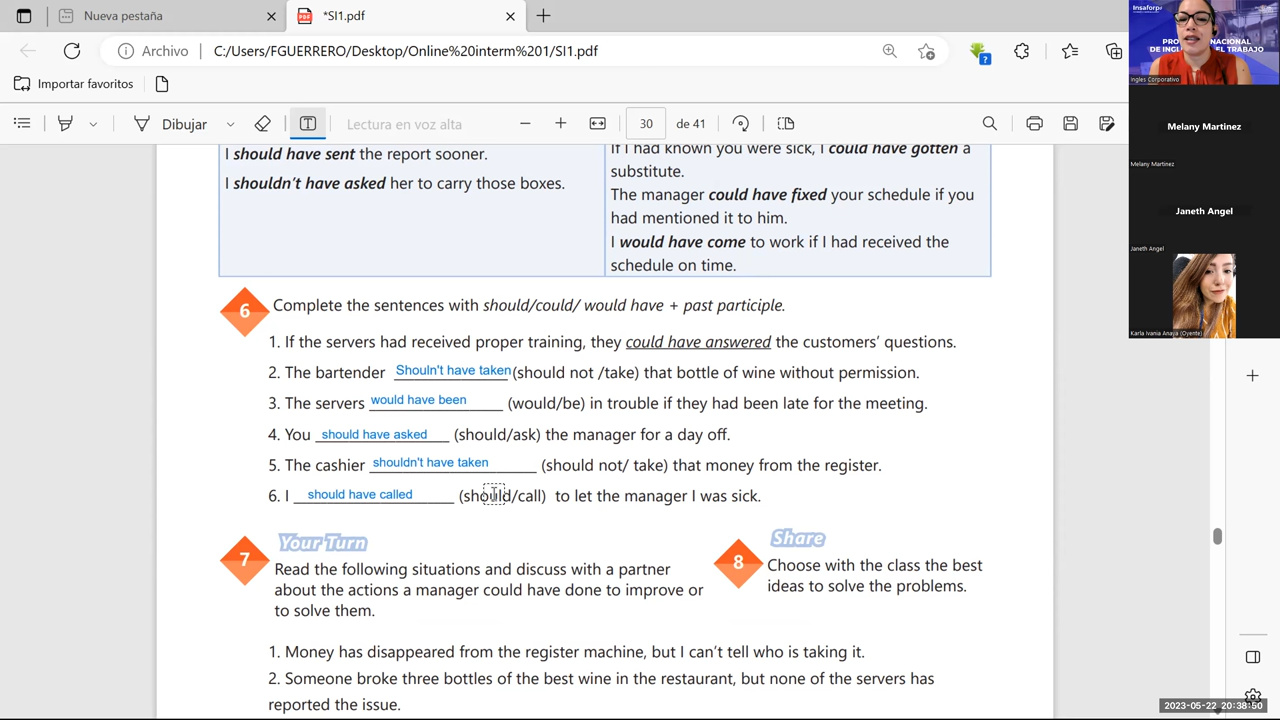 Nueva pestaña
*SI1.pdf
Archivo
C:/Users/FGUERRERO/Desktop/Online%20interm%201/SI1.pdf
Importar favoritos
Dibujar
Lectura en voz alta
30
de 41
I should have sent the report sooner.
I shouldn't have asked her to carry those boxes.
If I had known you were sick, I could have gotten a
substitute.
The manager could have fixed your schedule if you
had mentioned it to him.
I would have come to work if I had received the
schedule on time.
6
Complete the sentences with should/could/ would have + past participle.
1. If the servers had received proper training, they could have answered the customers' questions.
2. The bartender Shouln't have taken (should not /take) that bottle of wine without permission.
3. The servers would have been (would/be) in trouble if they had been late for the meeting.
4. You should have asked (should/ask) the manager for a day off.
5. The cashier shouldn't have taken (should not/ take) that money from the register.
6. I should have called (should/call) to let the manager I was sick.
7
Your Turn
Read the following situations and discuss with a partner
about the actions a manager could have done to improve or
to solve them.
8
Share
Choose with the class the best
ideas to solve the problems.
1. Money has disappeared from the register machine, but I can't tell who is taking it.
2. Someone broke three bottles of the best wine in the restaurant, but none of the servers has
reported the issue.
Insaforp
NACIONAL
DE INGL
EL TRABAJO
Ingles Corporativo
Melany Martinez
Melany Martinez
Janeth Angel
Janeth Angel
Karla Ivania Anaya (Oyente)
2023-05-22 20:38:50